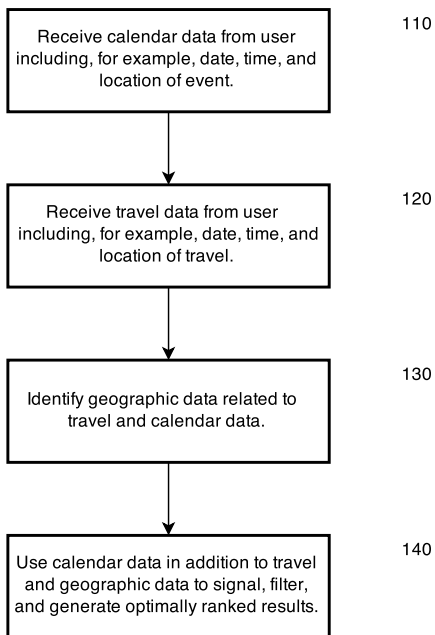 Receive calendar data from user
including, for example, date, time, and
location of event.
110
Receive travel data from user
including, for example, date, time, and
location of travel.
120
Identify geographic data related to
travel and calendar data.
130
Use calendar data in addition to travel
and geographic data to signal, filter,
and generate optimally ranked results.
140